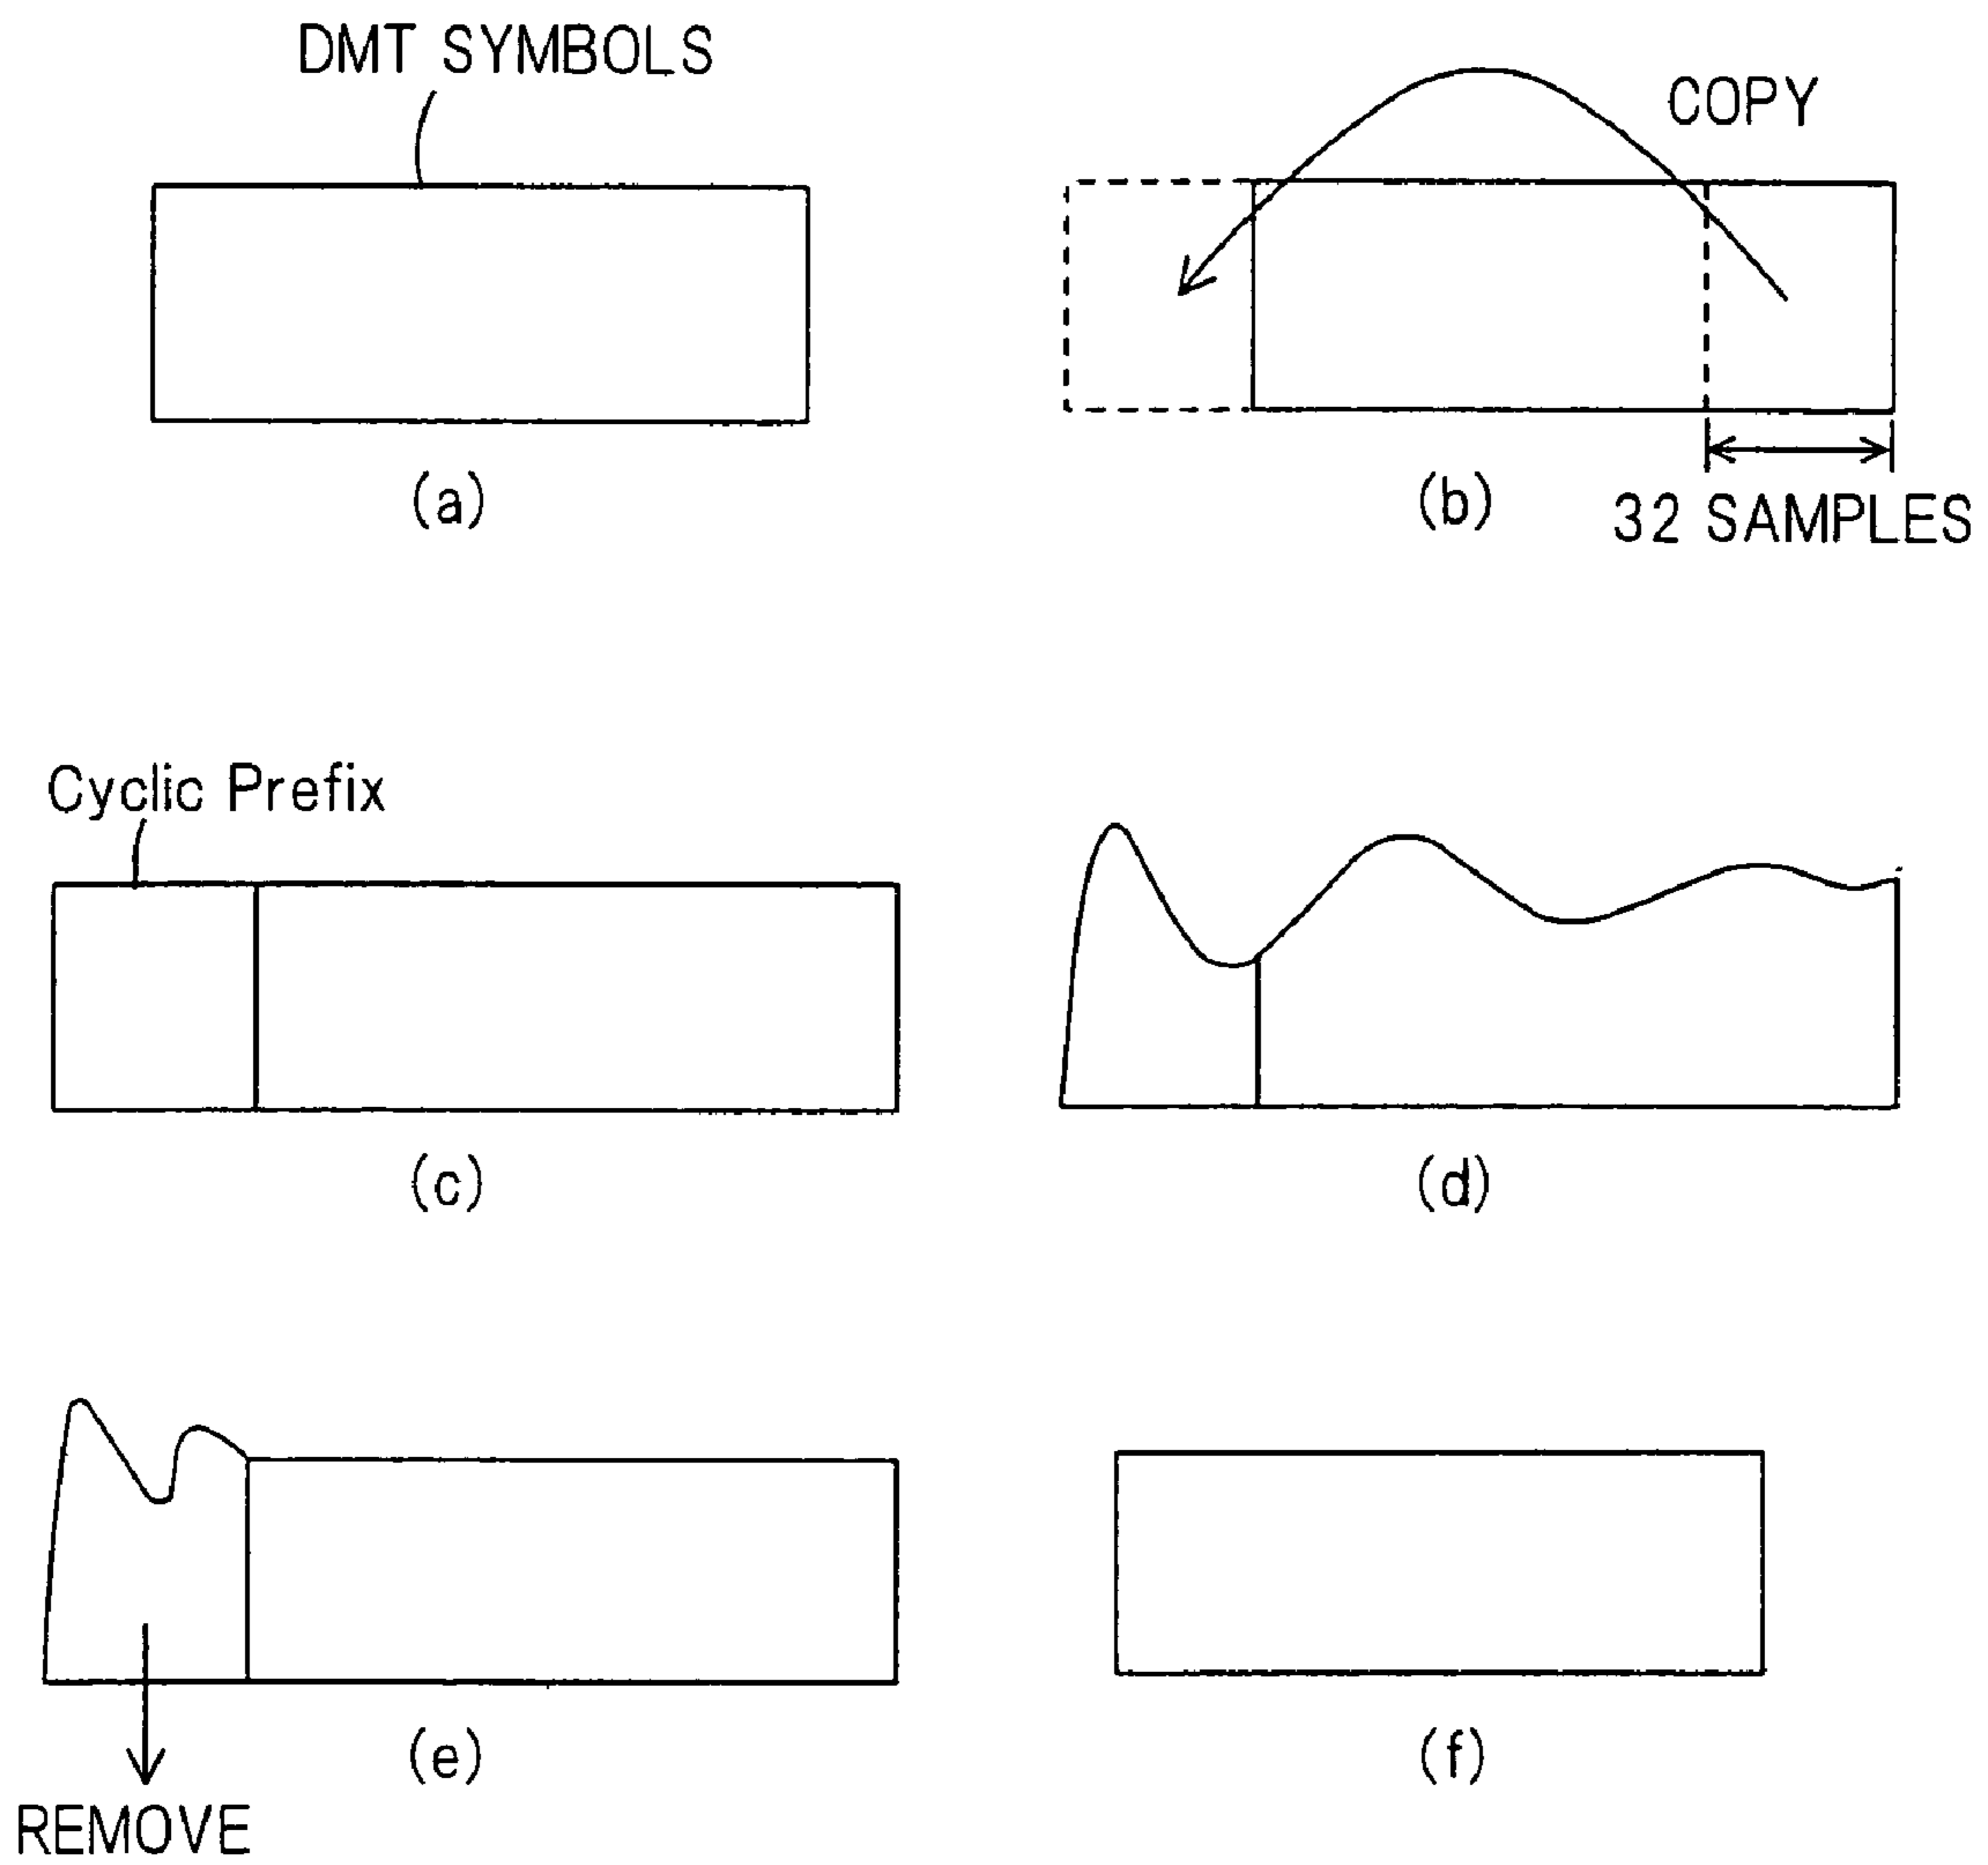 DMT SYMBOLS
COPY
(a)
(b)
32 SAMPLES
Cyclic Prefix
(c)
(d)
(e)
(f)
REMOVE